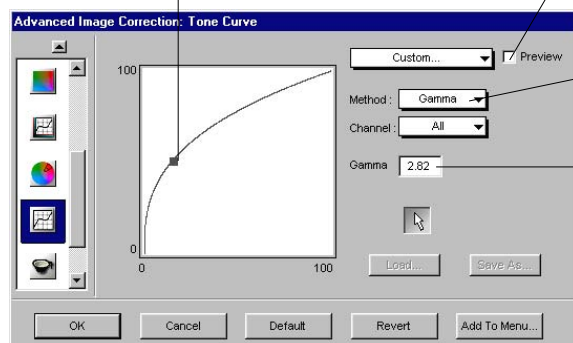 Advanced Image Correction: Tone Curve
Custom...
Preview
100
Method : Gamma
Channel : All
Gamma 2.82
0
0 100
Load... Save As...
OK Cancel Default Revert Add To Menu...